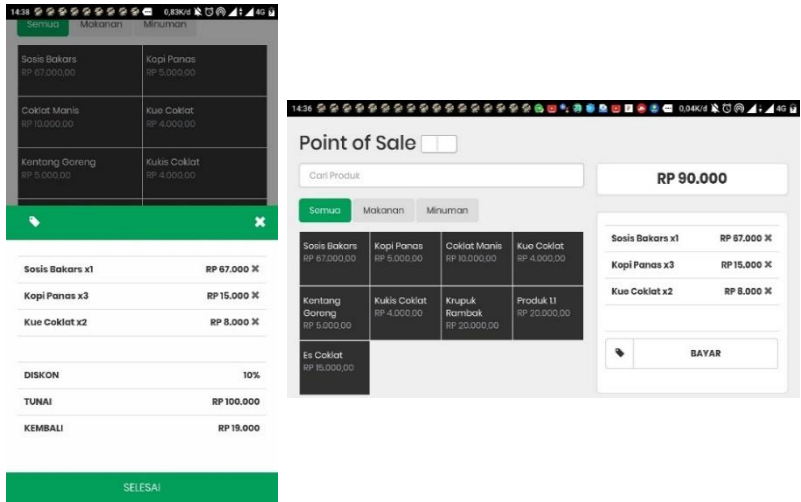 14:38
0,83K/d
4G
Semua Makanan Minuman
Sosis Bakars
RP 67.000,00
Kopi Panas
RP 5.000,00
Coklat Manis
RP 10.000,00
Kue Coklat
RP 4.000,00
Kentang Goreng
RP 5.000,00
Kukis Coklat
RP 4.000,00
Sosis Bakars x1 RP 67.000
Kopi Panas x3 RP 15.000
Kue Coklat x2 RP 8.000
DISKON 10%
TUNAI RP 100.000
KEMBALI RP 19.000
SELESAI
14:36
0,04K/d
4G
Point of Sale
Cari Produk
Semua Makanan Minuman
Sosis Bakars
RP 67.000,00
Kopi Panas
RP 5.000,00
Coklat Manis
RP 10.000,00
Kue Coklat
RP 4.000,00
Kentang
Goreng
RP 5.000,00
Kukis Coklat
RP 4.000,00
Krupuk
Rambak
RP 20.000,00
Produk 1.1
RP 20.000,00
Es Coklat
RP 15.000,00
RP 90.000
Sosis Bakars x1 RP 67.000
Kopi Panas x3 RP 15.000
Kue Coklat x2 RP 8.000
BAYAR